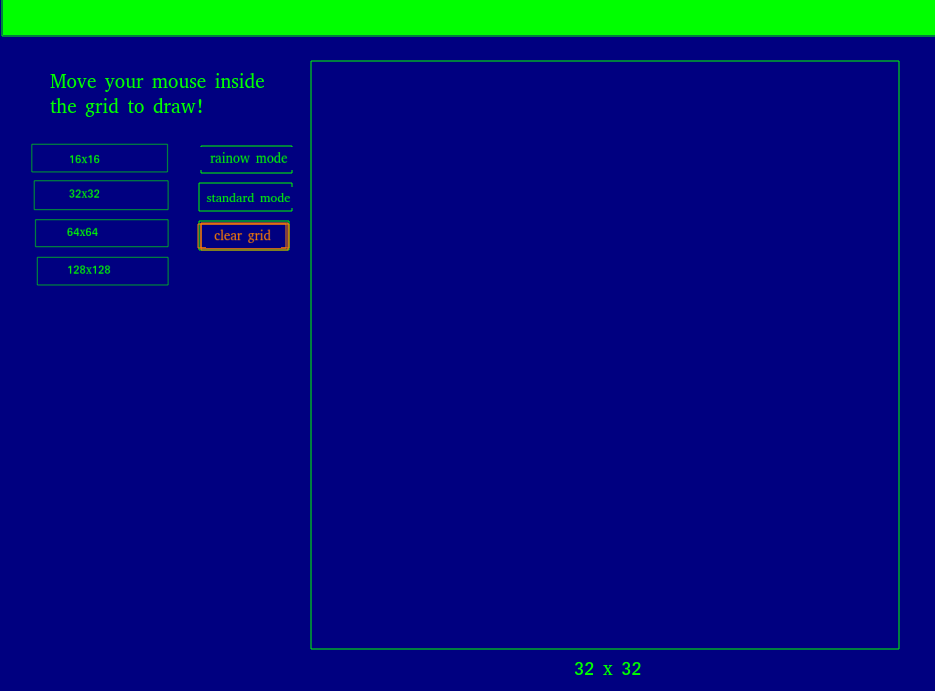 Move your mouse inside
the grid to draw!
16x16
rainow mode
32x32
standard mode
64x64
clear grid
128x128
32 x 32